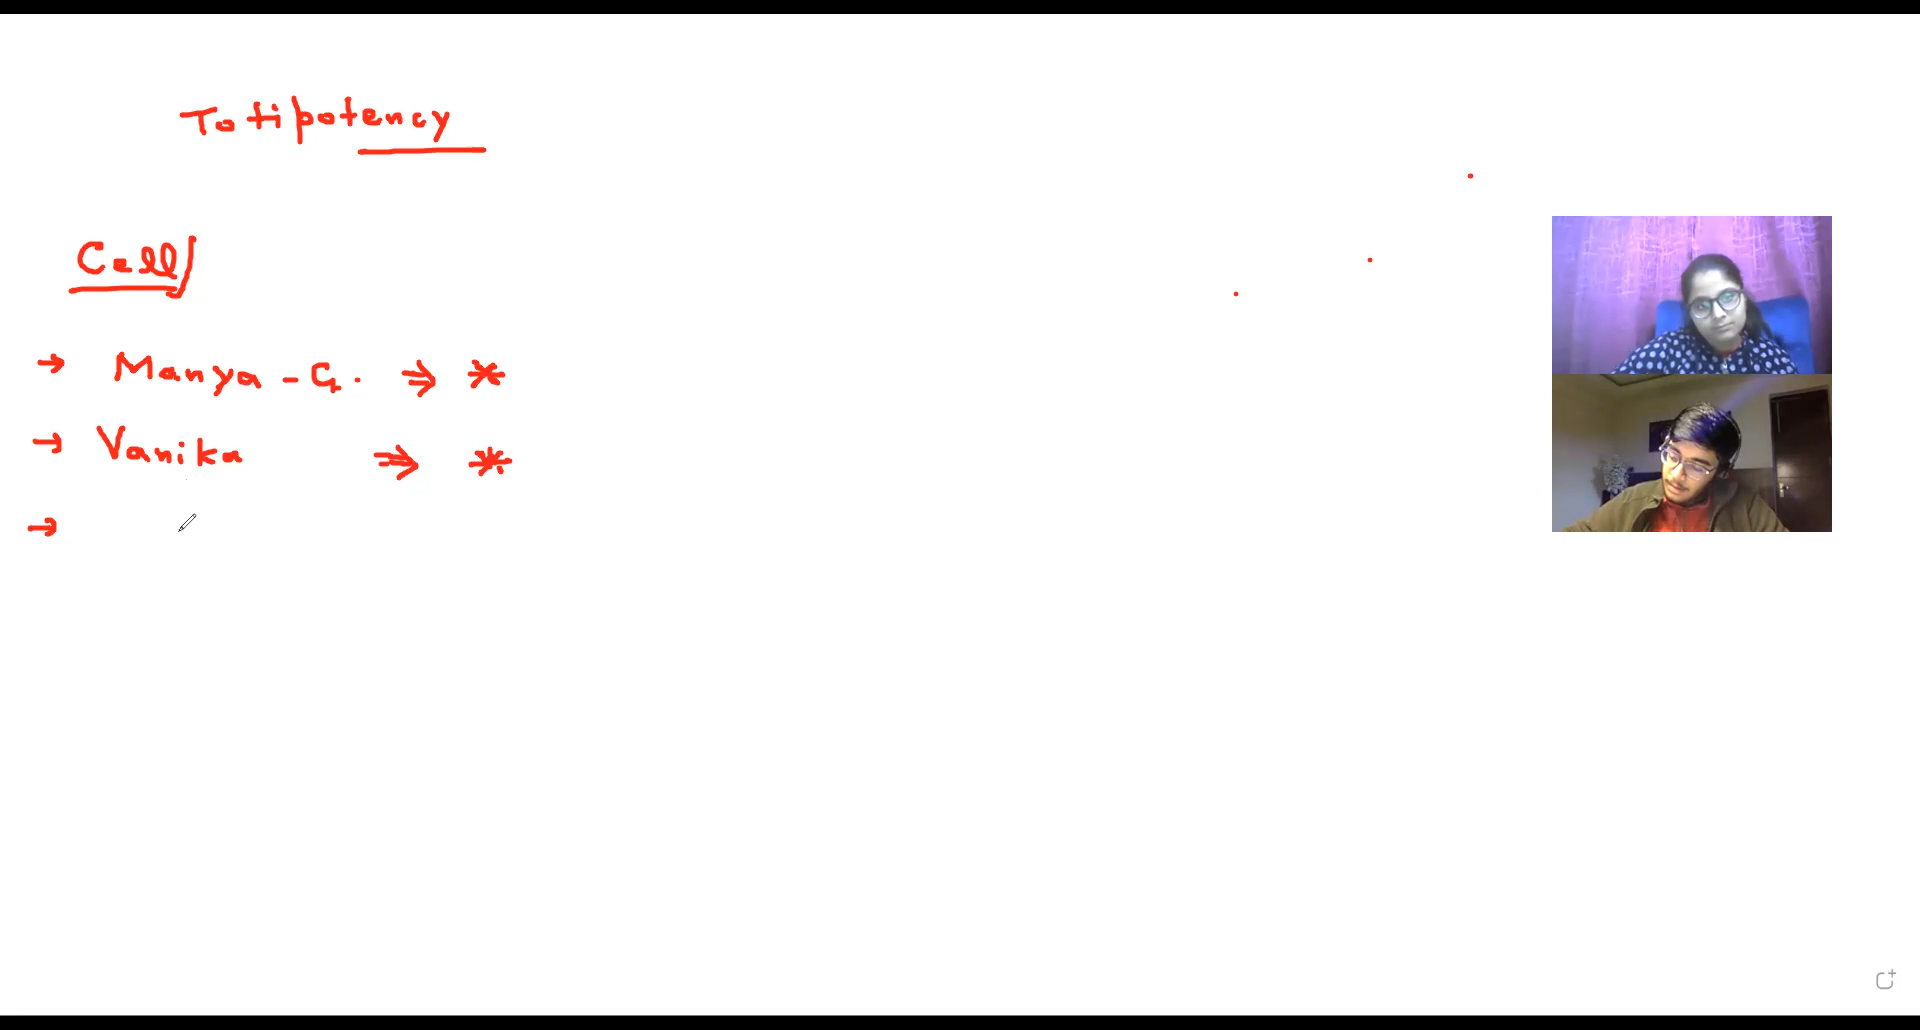 Totipotency
Cell
→ Manya - G. ⇒ *
→ Vanika ⇒ *
→